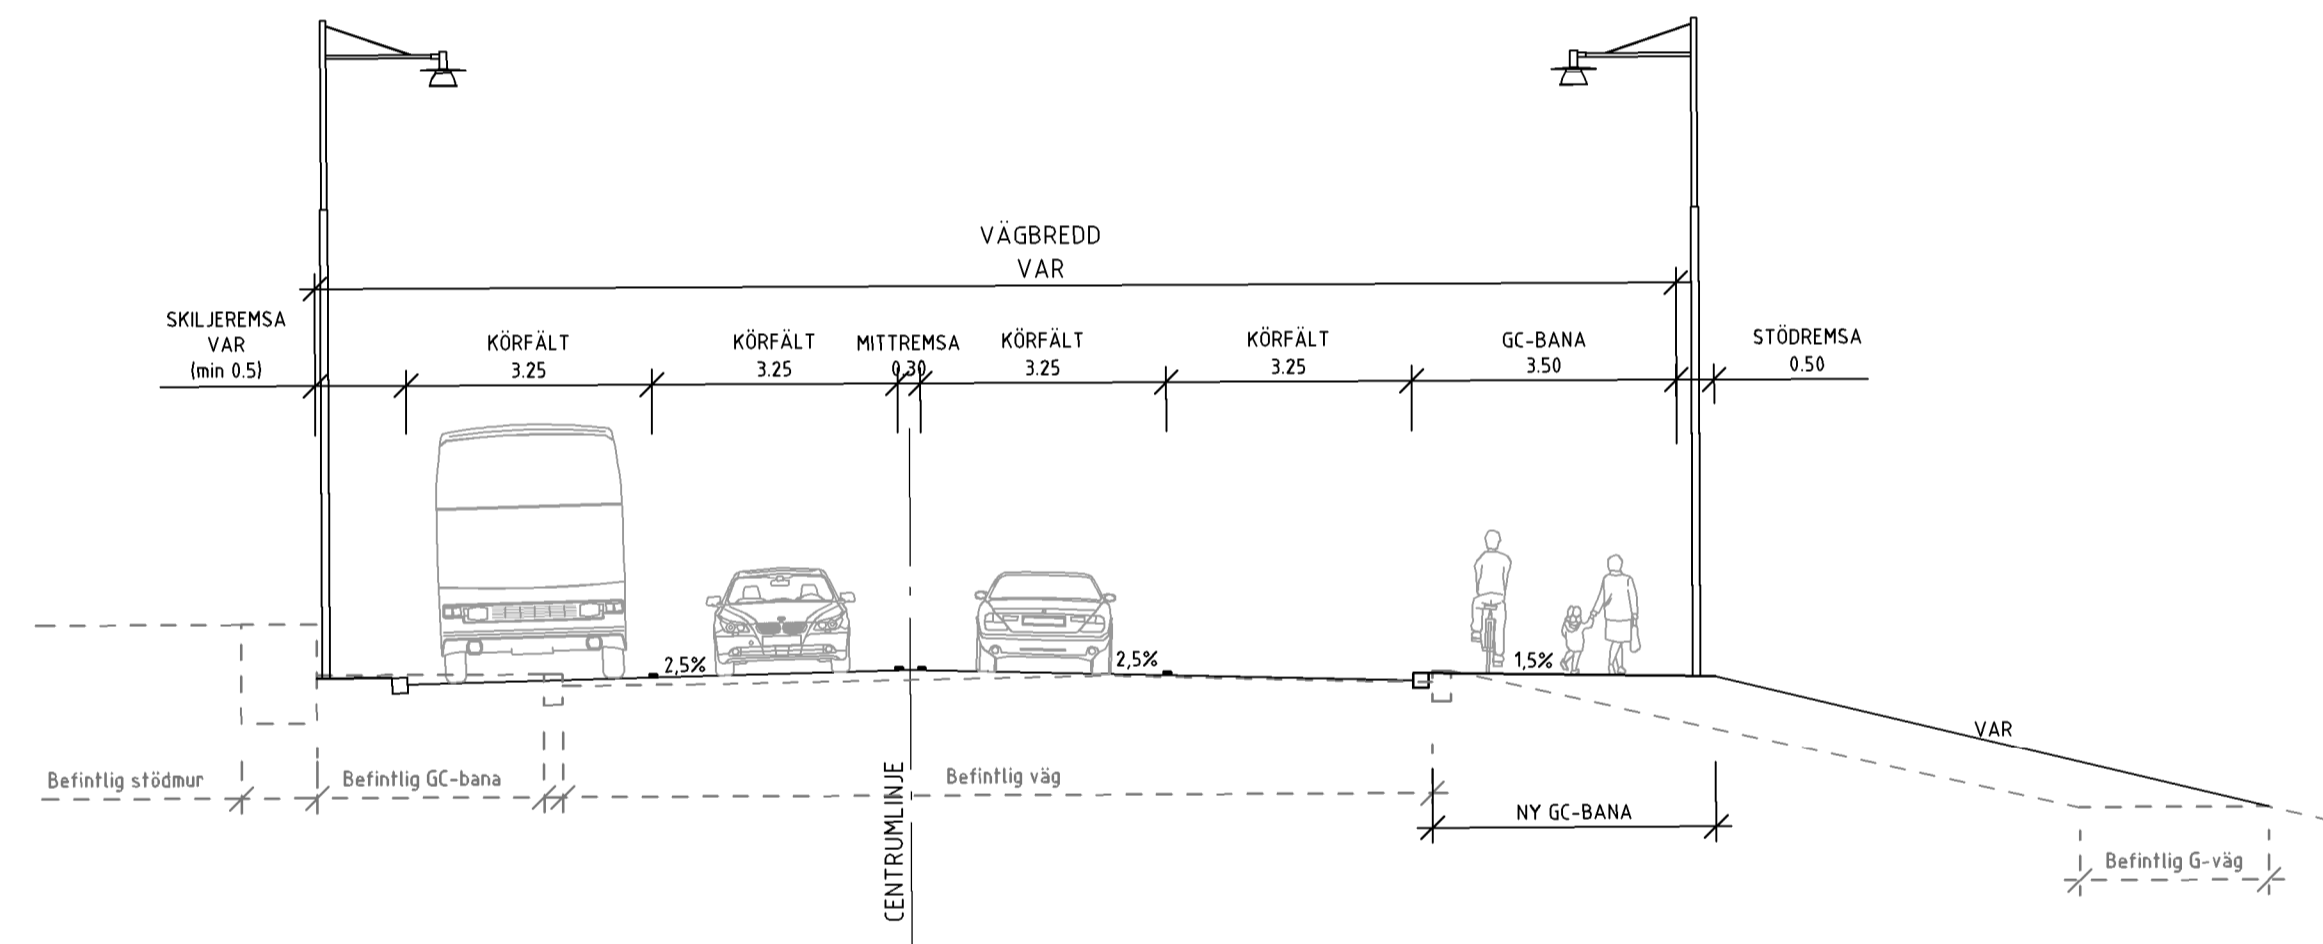 VÄGBREDD
VAR
SKILJEREMSA
VAR
(min 0.5)
KÖRFÄLT
3.25
KÖRFÄLT
3.25
MITTREMSA
0.30
KÖRFÄLT
3.25
KÖRFÄLT
3.25
GC-BANA
3.50
STÖDREMSA
0.50
2,5%
2,5%
1,5%
VAR
Befintlig stödmur
Befintlig GC-bana
Befintlig väg
CENTRUMLINJE
NY GC-BANA
Befintlig G-väg